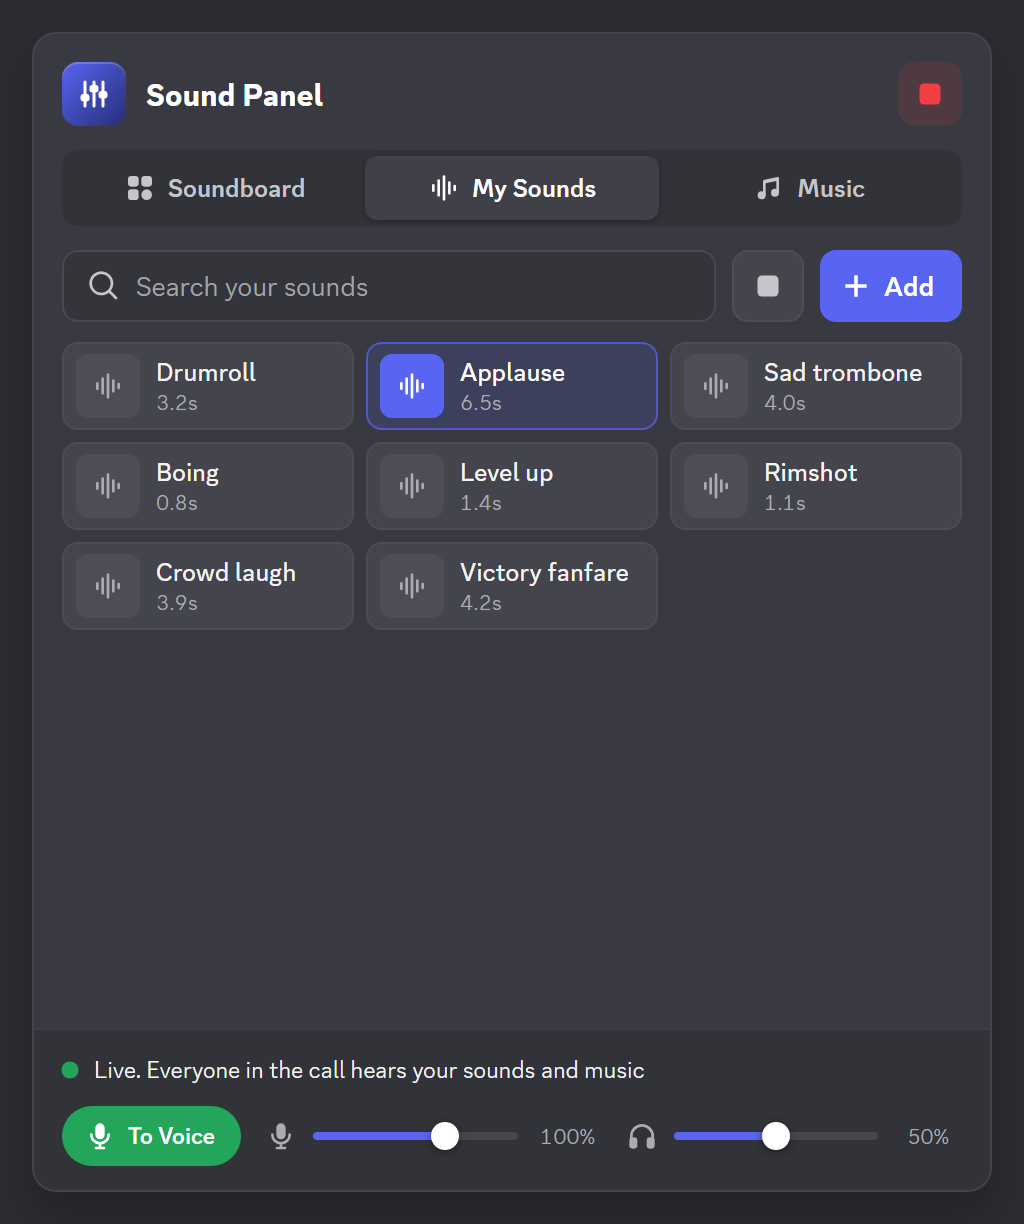 Sound Panel
Soundboard
My Sounds
Music
Search your sounds
Add
Drumroll
3.2s
Applause
6.5s
Sad trombone
4.0s
Boing
0.8s
Level up
1.4s
Rimshot
1.1s
Crowd laugh
3.9s
Victory fanfare
4.2s
Live. Everyone in the call hears your sounds and music
To Voice
100%
50%